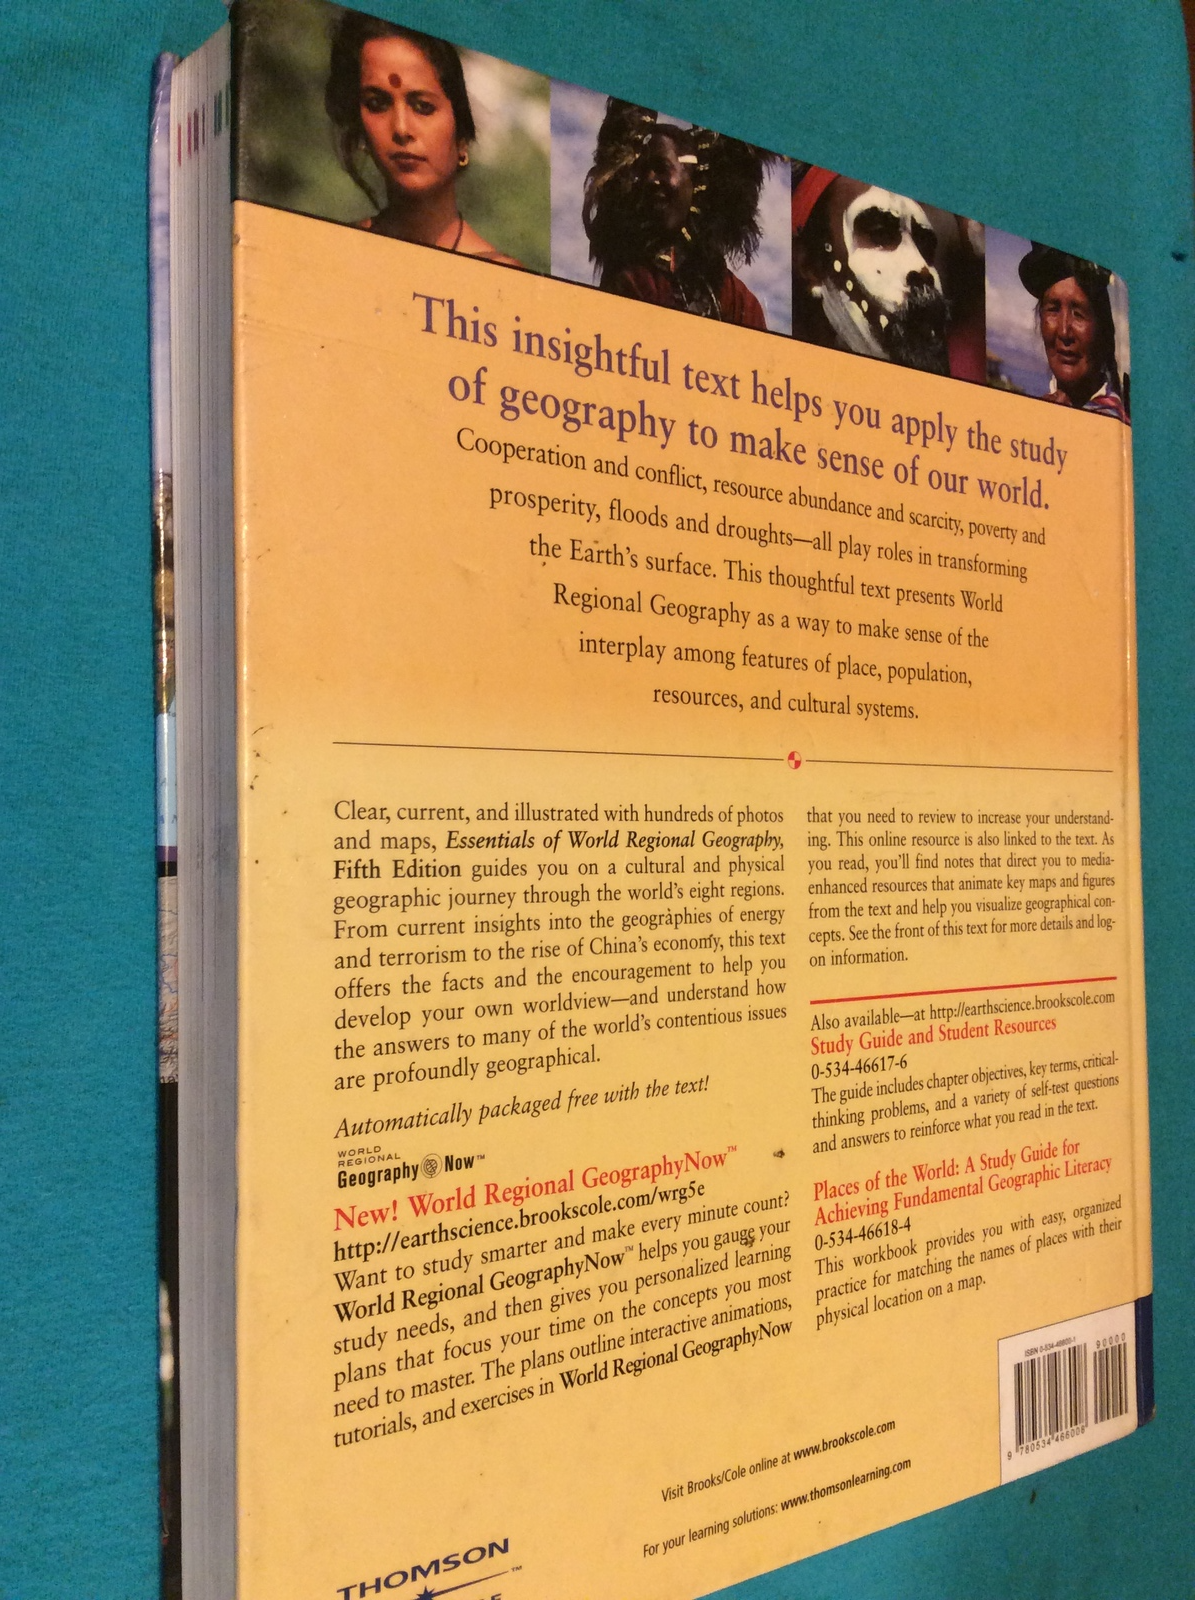 This insightful text helps you apply the study
of geography to make sense of our world.
Cooperation and conflict, resource abundance and scarcity, poverty and
prosperity, floods and droughts—all play roles in transforming
the Earth's surface. This thoughtful text presents World
Regional Geography as a way to make sense of the
interplay among features of place, population,
resources, and cultural systems.
Clear, current, and illustrated with hundreds of photos
and maps, Essentials of World Regional Geography,
Fifth Edition guides you on a cultural and physical
geographic journey through the world's eight regions.
From current insights into the geographies of energy
and terrorism to the rise of China's economy, this text
offers the facts and the encouragement to help you
develop your own worldview—and understand how
the answers to many of the world's contentious issues
are profoundly geographical.
Automatically packaged free with the text!
WORLD
REGIONAL
Geography Now™
New! World Regional GeographyNow™
http://earthscience.brookscole.com/wrg5e
Want to study smarter and make every minute count?
World Regional GeographyNow™ helps you gauge your
study needs, and then gives you personalized learning
plans that focus your time on the concepts you most
need to master. The plans outline interactive animations,
tutorials, and exercises in World Regional GeographyNow
that you need to review to increase your understand-
ing. This online resource is also linked to the text. As
you read, you'll find notes that direct you to media-
enhanced resources that animate key maps and figures
from the text and help you visualize geographical con-
cepts. See the front of this text for more details and log-
on information.
Also available—at http://earthscience.brookscole.com
Study Guide and Student Resources
0-534-46617-6
The guide includes chapter objectives, key terms, critical-
thinking problems, and a variety of self-test questions
and answers to reinforce what you read in the text.
Places of the World: A Study Guide for
Achieving Fundamental Geographic Literacy
0-534-46618-4
This workbook provides you with easy, organized
practice for matching the names of places with their
physical location on a map.
Visit Brooks/Cole online at www.brookscole.com
For your learning solutions: www.thomsonlearning.com
ISBN 0-534-46600-1
90000
9 780534 466008
THOMSON
™